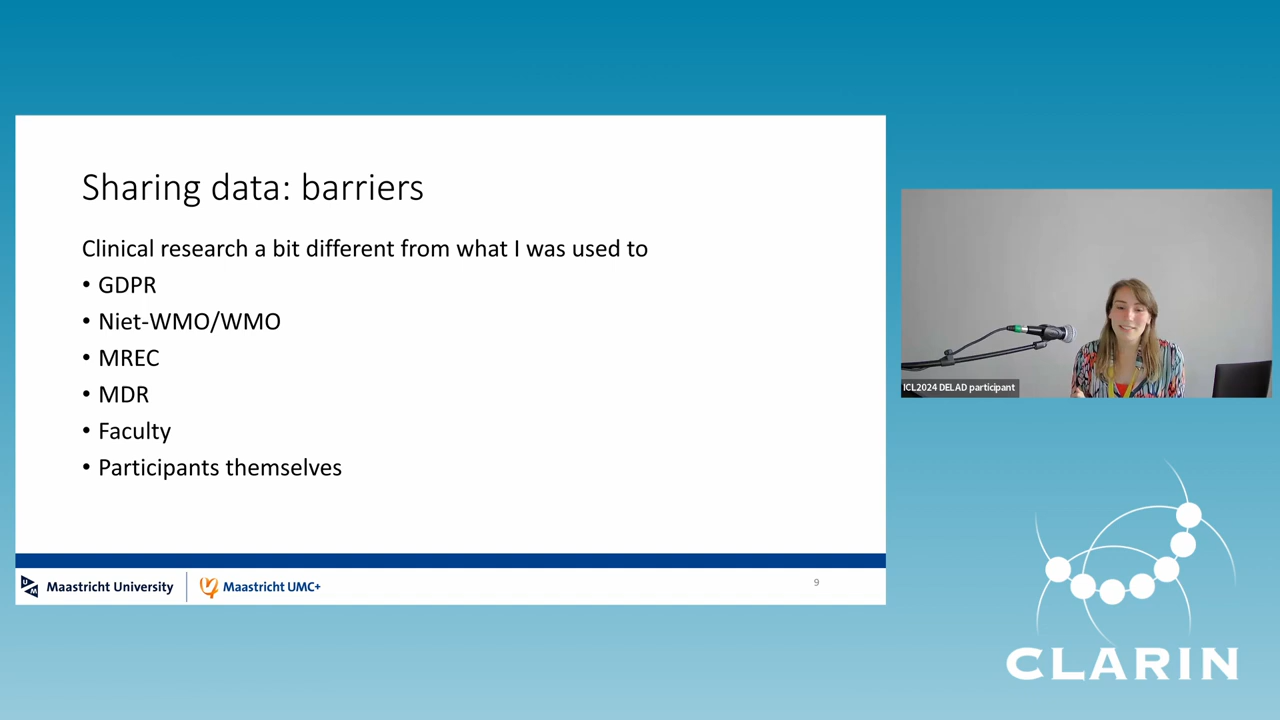 Sharing data: barriers
Clinical research a bit different from what I was used to
• GDPR
• Niet-WMO/WMO
• MREC
• MDR
• Faculty
• Participants themselves
Maastricht University
Maastricht UMC+
9
ICL2024 DELAD participant
CLARIN